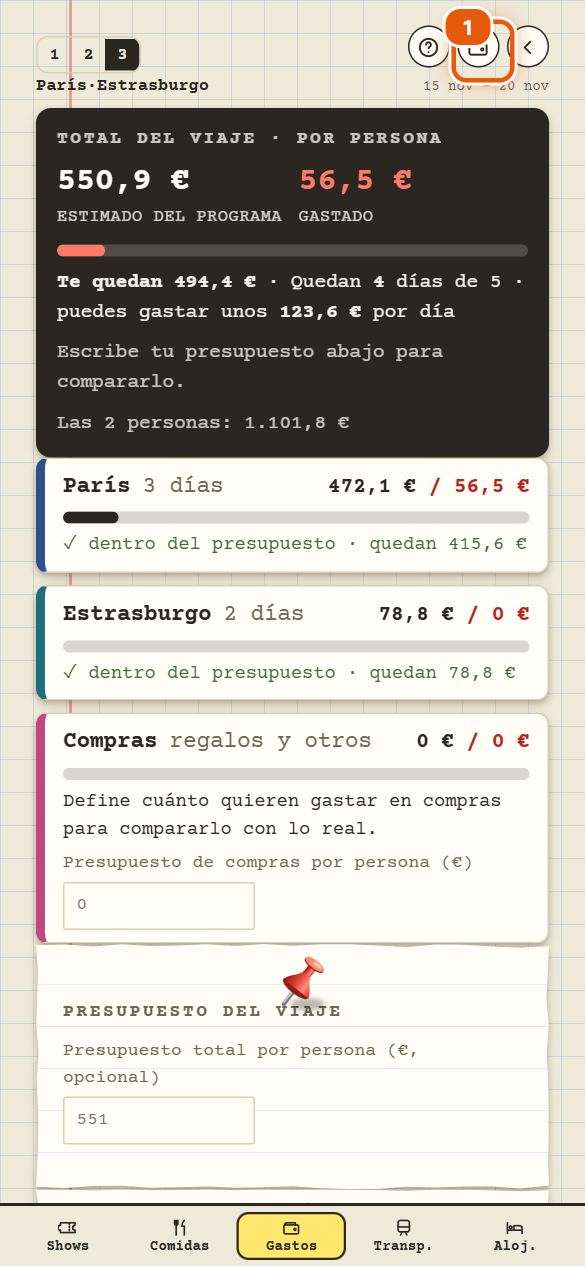 1
1 2 3
París·Estrasburgo
15 nov – 20 nov
TOTAL DEL VIAJE · POR PERSONA
550,9 € 56,5 €
ESTIMADO DEL PROGRAMA GASTADO
Te quedan 494,4 € · Quedan 4 días de 5 ·
puedes gastar unos 123,6 € por día
Escribe tu presupuesto abajo para
compararlo.
Las 2 personas: 1.101,8 €
París 3 días 472,1 € / 56,5 €
✓ dentro del presupuesto · quedan 415,6 €
Estrasburgo 2 días 78,8 € / 0 €
✓ dentro del presupuesto · quedan 78,8 €
Compras regalos y otros 0 € / 0 €
Define cuánto quieren gastar en compras
para compararlo con lo real.
Presupuesto de compras por persona (€)
0
PRESUPUESTO DEL VIAJE
Presupuesto total por persona (€,
opcional)
551
Shows Comidas Gastos Transp. Aloj.